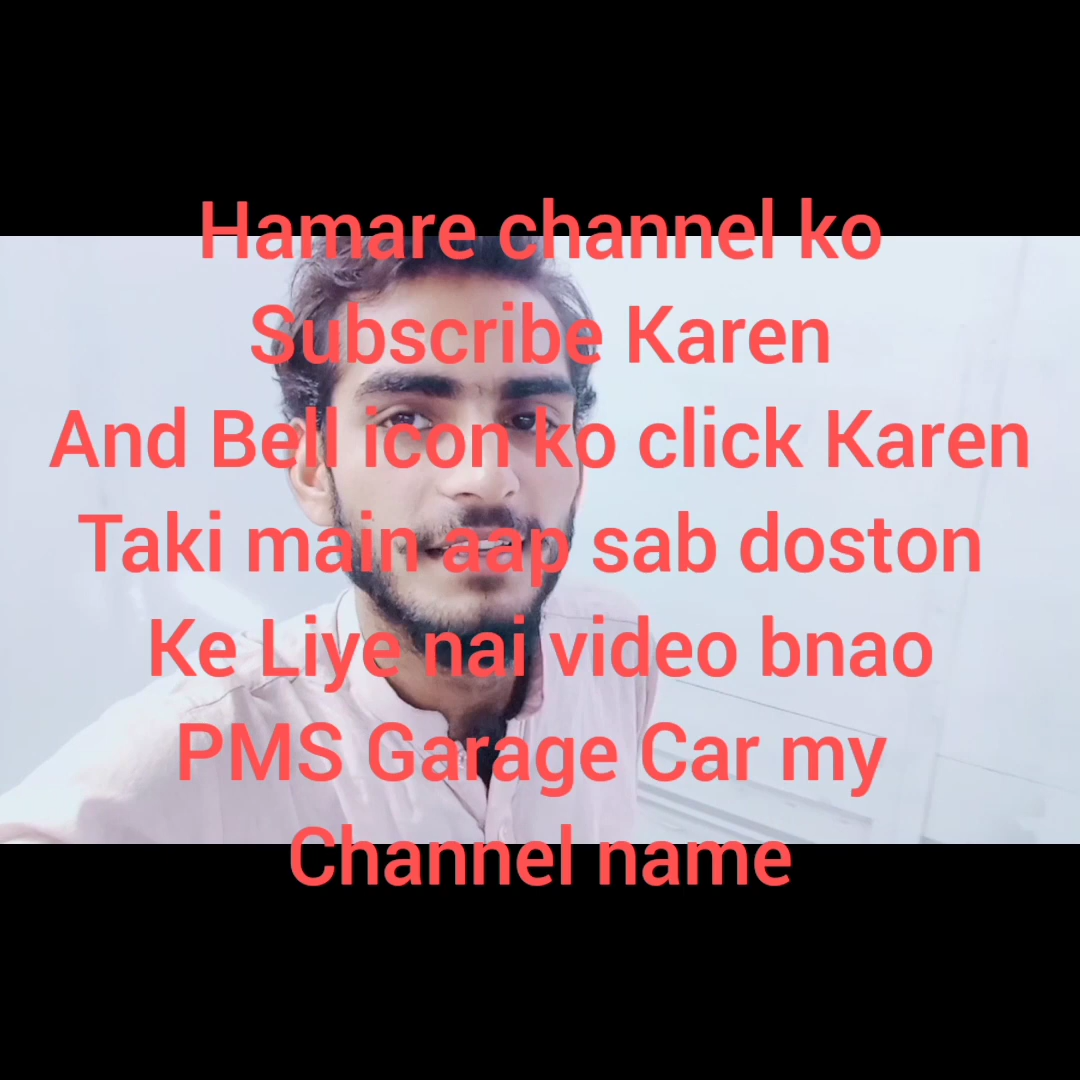 Hamare channel ko
Subscribe Karen
And Bell icon ko click Karen
Taki main aap sab doston
Ke Liye nai video bnao
PMS Garage Car my
Channel name